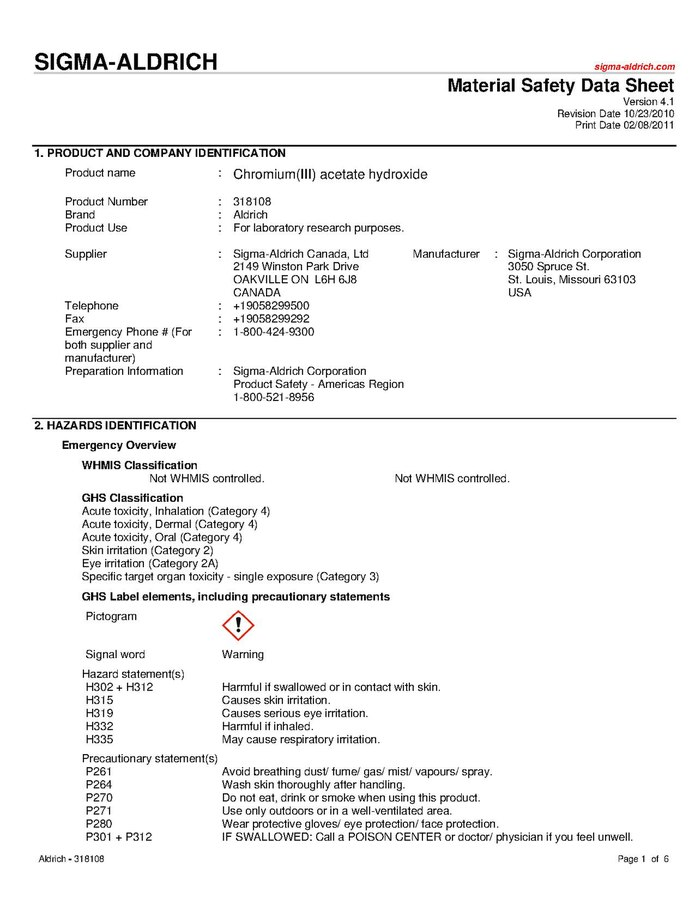 SIGMA-ALDRICH
sigma-aldrich.com
Material Safety Data Sheet
Version 4.1
Revision Date 10/23/2010
Print Date 02/08/2011
1. PRODUCT AND COMPANY IDENTIFICATION
Product name : Chromium(III) acetate hydroxide
Product Number : 318108
Brand : Aldrich
Product Use : For laboratory research purposes.
Supplier : Sigma-Aldrich Canada, Ltd Manufacturer : Sigma-Aldrich Corporation
2149 Winston Park Drive 3050 Spruce St.
OAKVILLE ON L6H 6J8 St. Louis, Missouri 63103
CANADA USA
Telephone : +19058299500
Fax : +19058299292
Emergency Phone # (For : 1-800-424-9300
both supplier and
manufacturer)
Preparation Information : Sigma-Aldrich Corporation
Product Safety - Americas Region
1-800-521-8956
2. HAZARDS IDENTIFICATION
Emergency Overview
WHMIS Classification
Not WHMIS controlled. Not WHMIS controlled.
GHS Classification
Acute toxicity, Inhalation (Category 4)
Acute toxicity, Dermal (Category 4)
Acute toxicity, Oral (Category 4)
Skin irritation (Category 2)
Eye irritation (Category 2A)
Specific target organ toxicity - single exposure (Category 3)
GHS Label elements, including precautionary statements
Pictogram
Signal word Warning
Hazard statement(s)
H302 + H312 Harmful if swallowed or in contact with skin.
H315 Causes skin irritation.
H319 Causes serious eye irritation.
H332 Harmful if inhaled.
H335 May cause respiratory irritation.
Precautionary statement(s)
P261 Avoid breathing dust/ fume/ gas/ mist/ vapours/ spray.
P264 Wash skin thoroughly after handling.
P270 Do not eat, drink or smoke when using this product.
P271 Use only outdoors or in a well-ventilated area.
P280 Wear protective gloves/ eye protection/ face protection.
P301 + P312 IF SWALLOWED: Call a POISON CENTER or doctor/ physician if you feel unwell.
Aldrich - 318108 Page 1 of 6